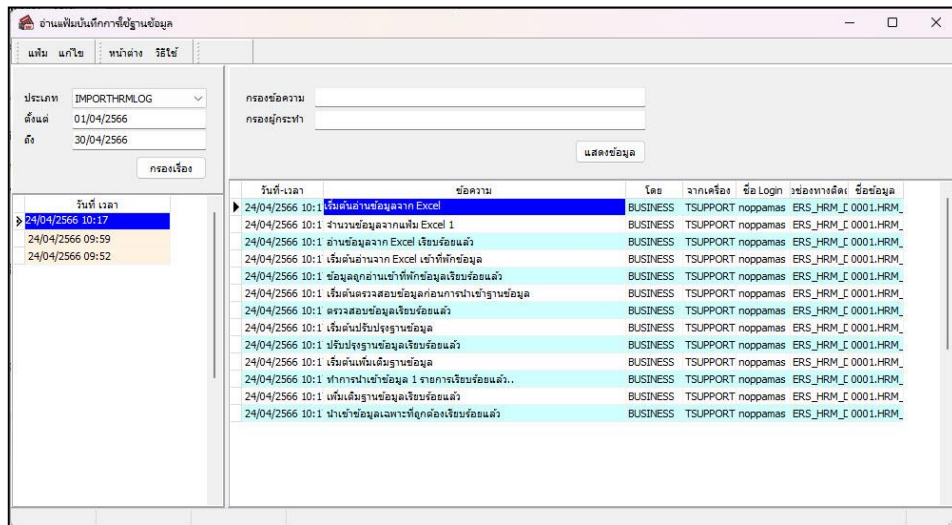 อ่านแฟ้มบันทึกการใช้ฐานข้อมูล
แฟ้ม แก้ไข หน้าต่าง วิธีใช้
ประเภท IMPORTHRMLOG
ตั้งแต่ 01/04/2566
ถึง 30/04/2566
กรองเรื่อง
กรองข้อความ
กรองผู้กระทำ
แสดงข้อมูล
วันที่ เวลา
24/04/2566 10:17
24/04/2566 09:59
24/04/2566 09:52
วันที่-เวลา ข้อความ โดย จากเครื่อง ชื่อ Login ชื่อข้อมูล
24/04/2566 10:1 เริ่มต้นอ่านข้อมูลจาก Excel BUSINESS TSUPPORT noppamas ERS_HRM_ 0001.HRM_
24/04/2566 10:1 จำนวนข้อมูลจากแฟ้ม Excel 1 BUSINESS TSUPPORT noppamas ERS_HRM_ 0001.HRM_
24/04/2566 10:1 อ่านข้อมูลจาก Excel เรียบร้อยแล้ว BUSINESS TSUPPORT noppamas ERS_HRM_ 0001.HRM_
24/04/2566 10:1 เริ่มต้นอ่านจาก Excel เข้าที่พักข้อมูล BUSINESS TSUPPORT noppamas ERS_HRM_ 0001.HRM_
24/04/2566 10:1 ข้อมูลถูกอ่านเข้าที่พักข้อมูลเรียบร้อยแล้ว BUSINESS TSUPPORT noppamas ERS_HRM_ 0001.HRM_
24/04/2566 10:1 เริ่มต้นตรวจสอบข้อมูลก่อนการนำเข้าฐานข้อมูล BUSINESS TSUPPORT noppamas ERS_HRM_ 0001.HRM_
24/04/2566 10:1 ตรวจสอบข้อมูลเรียบร้อยแล้ว BUSINESS TSUPPORT noppamas ERS_HRM_ 0001.HRM_
24/04/2566 10:1 เริ่มต้นปรับปรุงฐานข้อมูล BUSINESS TSUPPORT noppamas ERS_HRM_ 0001.HRM_
24/04/2566 10:1 ปรับปรุงฐานข้อมูลเรียบร้อยแล้ว BUSINESS TSUPPORT noppamas ERS_HRM_ 0001.HRM_
24/04/2566 10:1 เริ่มต้นเพิ่มเติมฐานข้อมูล BUSINESS TSUPPORT noppamas ERS_HRM_ 0001.HRM_
24/04/2566 10:1 ทำการนำเข้าข้อมูล 1 รายการเรียบร้อยแล้ว.. BUSINESS TSUPPORT noppamas ERS_HRM_ 0001.HRM_
24/04/2566 10:1 เพิ่มเติมฐานข้อมูลเรียบร้อยแล้ว BUSINESS TSUPPORT noppamas ERS_HRM_ 0001.HRM_
24/04/2566 10:1 นำเข้าข้อมูลเฉพาะที่ถูกต้องเรียบร้อยแล้ว BUSINESS TSUPPORT noppamas ERS_HRM_ 0001.HRM_